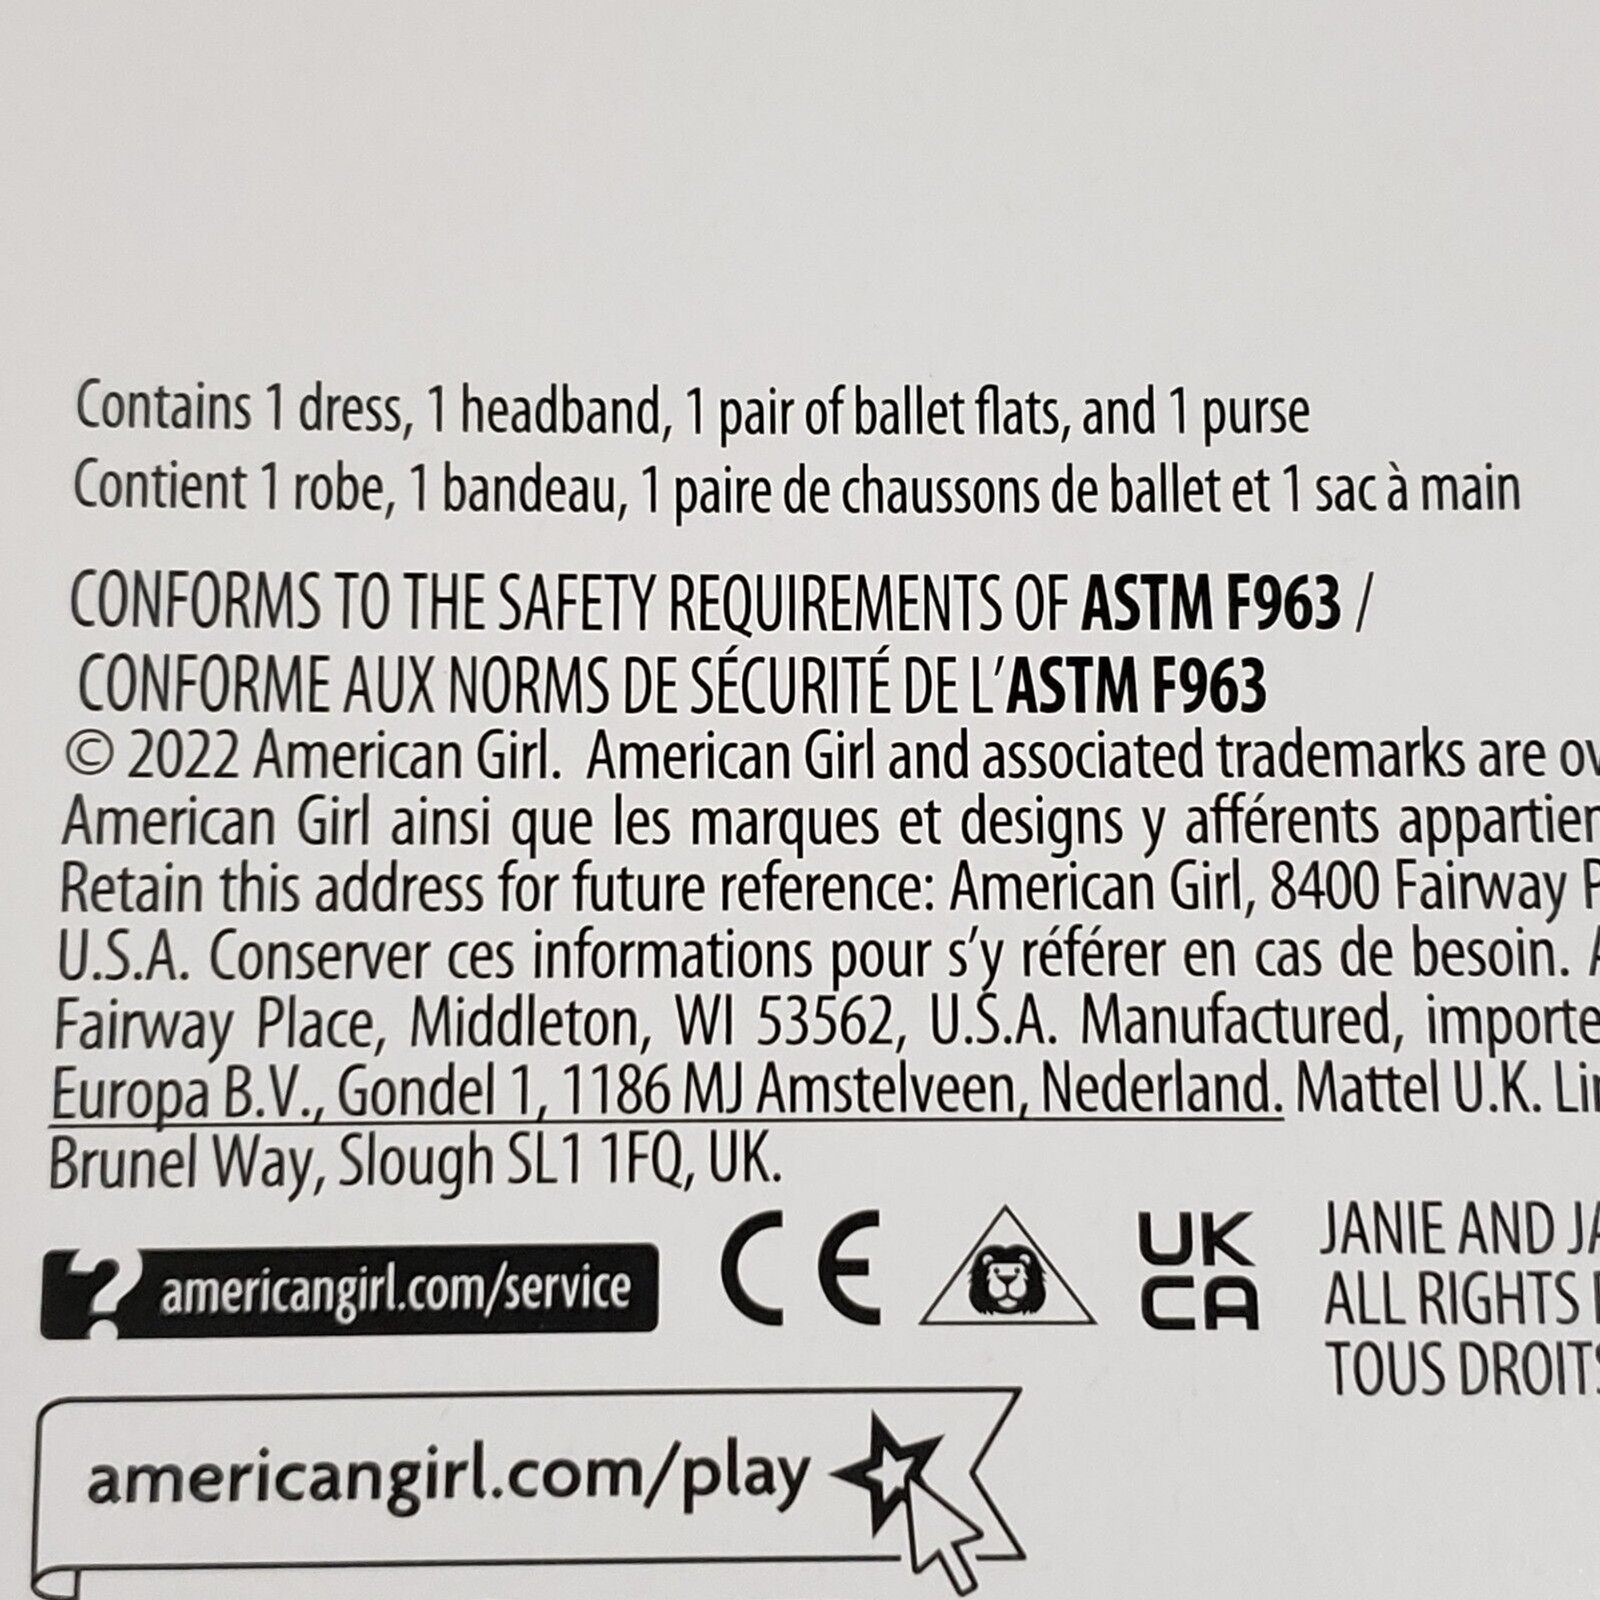 Contains 1 dress, 1 headband, 1 pair of ballet flats, and 1 purse
Contient 1 robe, 1 bandeau, 1 paire de chaussons de ballet et 1 sac à main
CONFORMS TO THE SAFETY REQUIREMENTS OF ASTM F963 /
CONFORME AUX NORMS DE SÉCURITÉ DE L'ASTM F963
© 2022 American Girl. American Girl and associated trademarks are
American Girl ainsi que les marques et designs y afférents
Retain this address for future reference: American Girl, 8400 Fairway
U.S.A. Conserver ces informations pour s'y référer en cas de besoin.
Fairway Place, Middleton, WI 53562, U.S.A. Manufactured,
Europa B.V., Gondel 1, 1186 MJ Amstelveen, Nederland. Mattel U.K.
Brunel Way, Slough SL1 1FQ, UK.
? americangirl.com/service
CE
UK
CA
JANIE AND
ALL RIGHTS
TOUS
americangirl.com/play